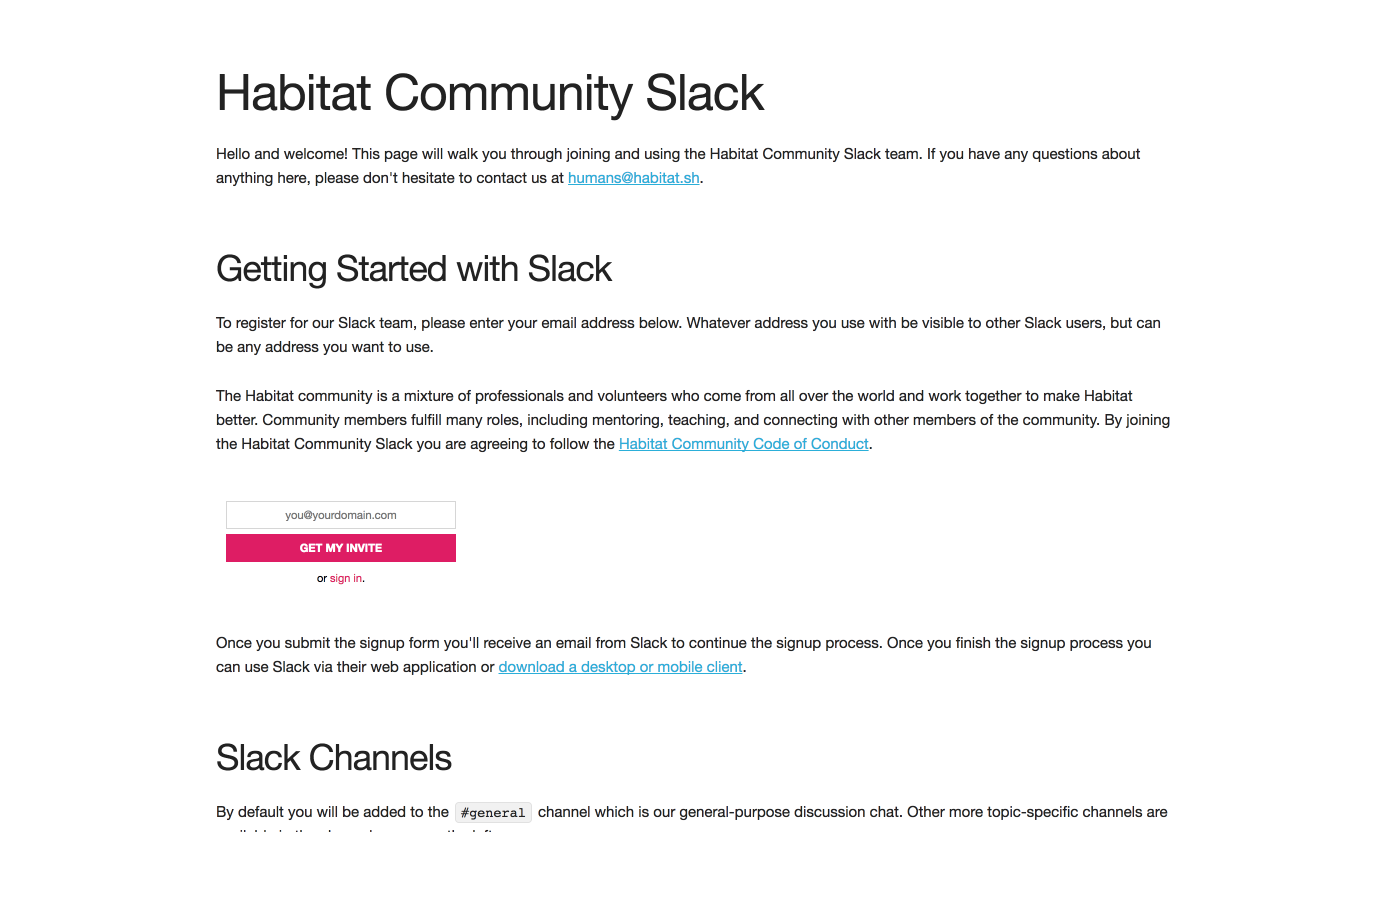 Habitat Community Slack
Hello and welcome! This page will walk you through joining and using the Habitat Community Slack team. If you have any questions about
anything here, please don't hesitate to contact us at humans@habitat.sh.
Getting Started with Slack
To register for our Slack team, please enter your email address below. Whatever address you use with be visible to other Slack users, but can
be any address you want to use.
The Habitat community is a mixture of professionals and volunteers who come from all over the world and work together to make Habitat
better. Community members fulfill many roles, including mentoring, teaching, and connecting with other members of the community. By joining
the Habitat Community Slack you are agreeing to follow the Habitat Community Code of Conduct.
you@yourdomain.com
GET MY INVITE
or sign in.
Once you submit the signup form you'll receive an email from Slack to continue the signup process. Once you finish the signup process you
can use Slack via their web application or download a desktop or mobile client.
Slack Channels
By default you will be added to the #general channel which is our general-purpose discussion chat. Other more topic-specific channels are